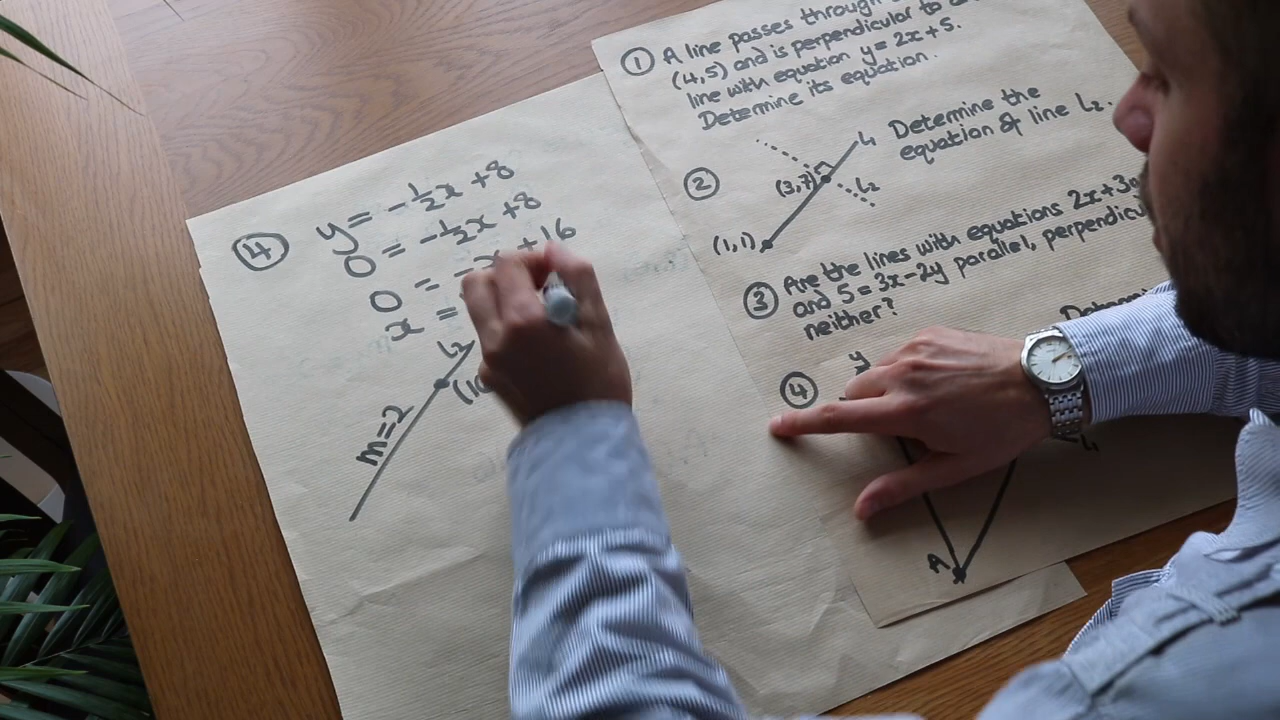 ④
y = -½x +8
0 = -½x +8
0 = -x +16
x =
L₂
m=2
① A line passes through
(4,5) and is perpendicular to
line with equation y = 2x+5.
Determine its equation.
②
L₁
(3,7)
L₂
(1,1)
Determine the
equation of line L₂.
③ Are the lines with equations 2x+3
and 5=3x-2y parallel,
neither?
④
y
A